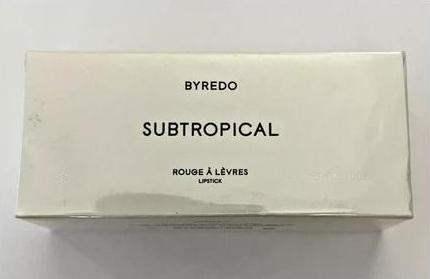 BYREDO
SUBTROPICAL
ROUGE À LÈVRES
LIPSTICK